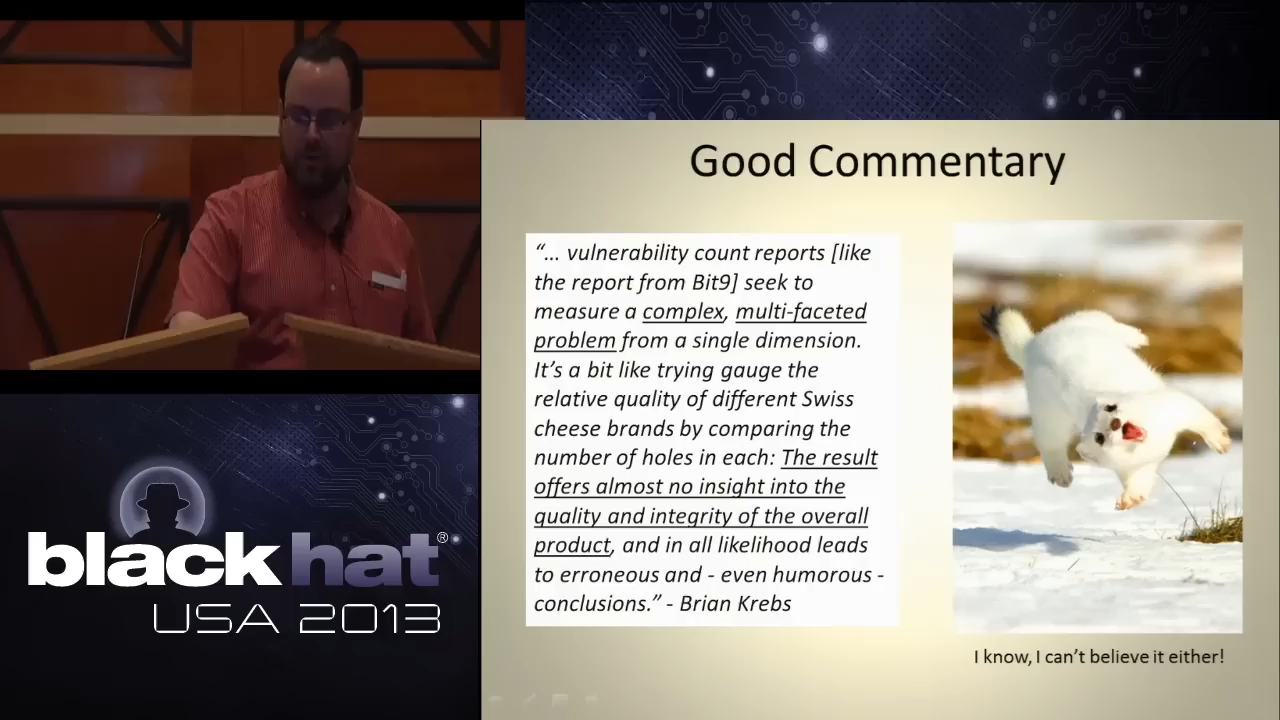 Good Commentary
“... vulnerability count reports [like
the report from Bit9] seek to
measure a complex, multi-faceted
problem from a single dimension.
It’s a bit like trying gauge the
relative quality of different Swiss
cheese brands by comparing the
number of holes in each: The result
offers almost no insight into the
quality and integrity of the overall
product, and in all likelihood leads
to erroneous and - even humorous -
conclusions.” - Brian Krebs
I know, I can’t believe it either!
blackhat®
USA 2013